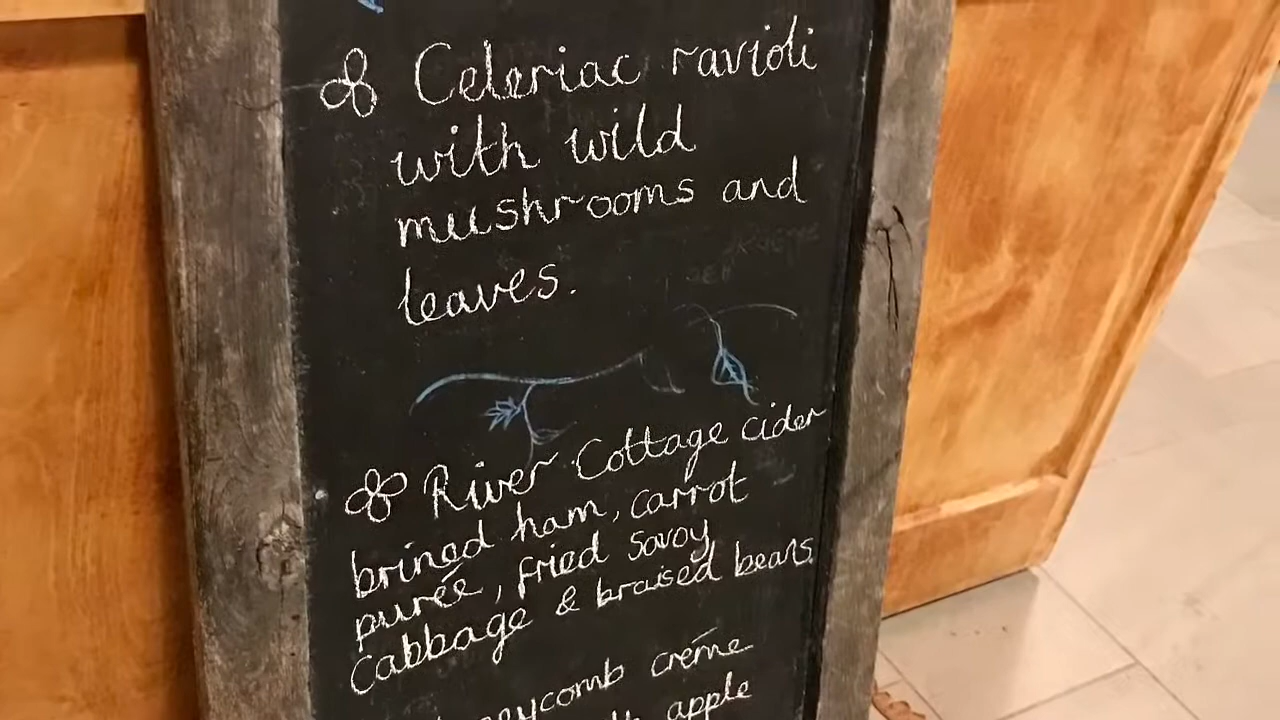 Celeriac ravioli
with wild
mushrooms and
leaves.
River Cottage cider
brined ham, carrot
purée, fried savoy
Cabbage & braised beans
créme
apple